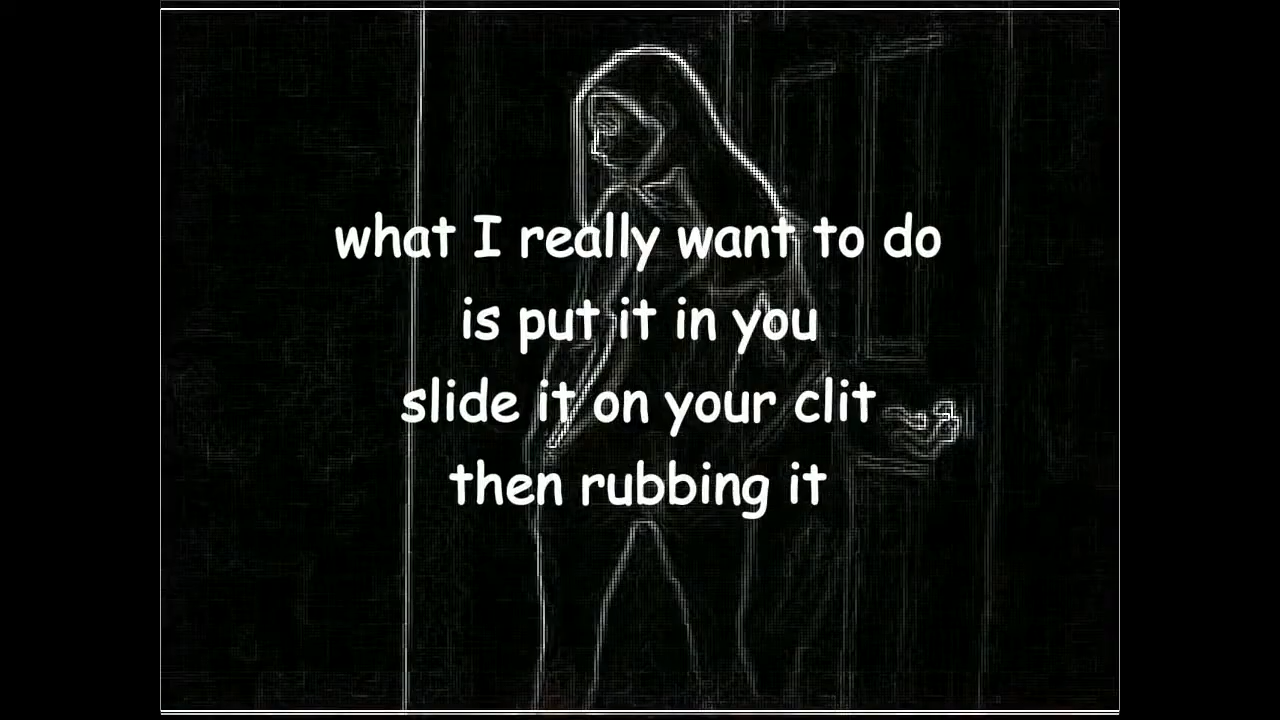 what I really want to do
is put it in you
slide it on your clit
then rubbing it